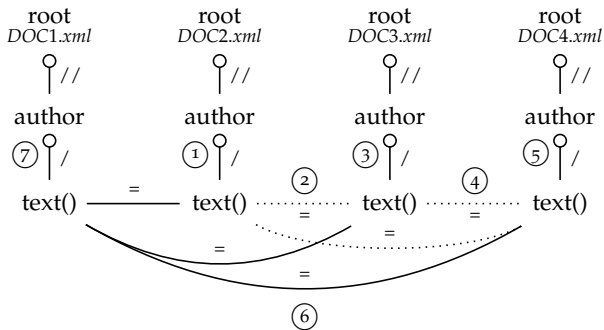 root root root root
DOC1.xml DOC2.xml DOC3.xml DOC4.xml
// // // //
author author author author
⑦ / ① / ③ / ⑤ /
② ④
text() = text() = text() = text()
= =
=
⑥